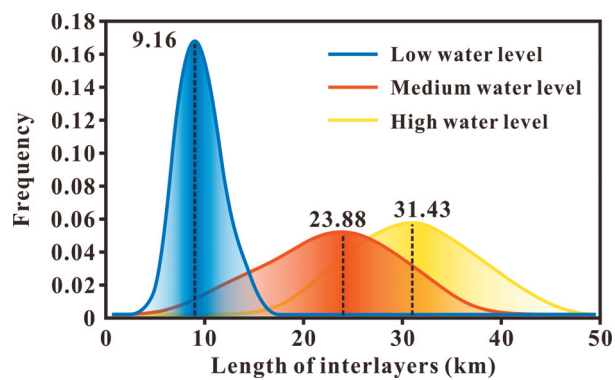 0.18
0.16
0.14
0.12
0.10
0.08
0.06
0.04
0.02
0
Frequency
9.16
Low water level
Medium water level
High water level
23.88
31.43
0 10 20 30 40 50
Length of interlayers (km)